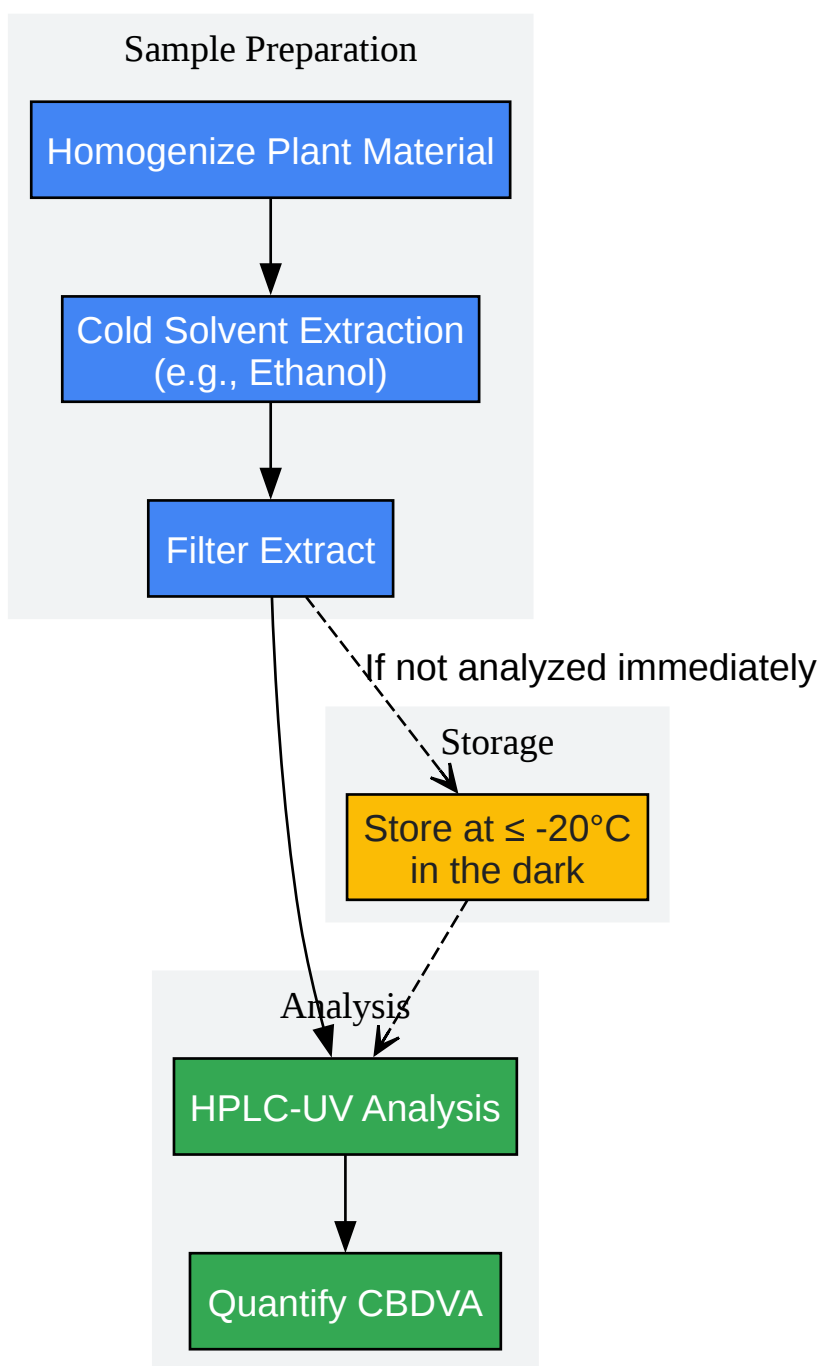 Sample Preparation
Homogenize Plant Material
Cold Solvent Extraction
(e.g., Ethanol)
Filter Extract
If not analyzed immediately
Storage
Store at ≤ -20°C
in the dark
Analysis
HPLC-UV Analysis
Quantify CBDVA